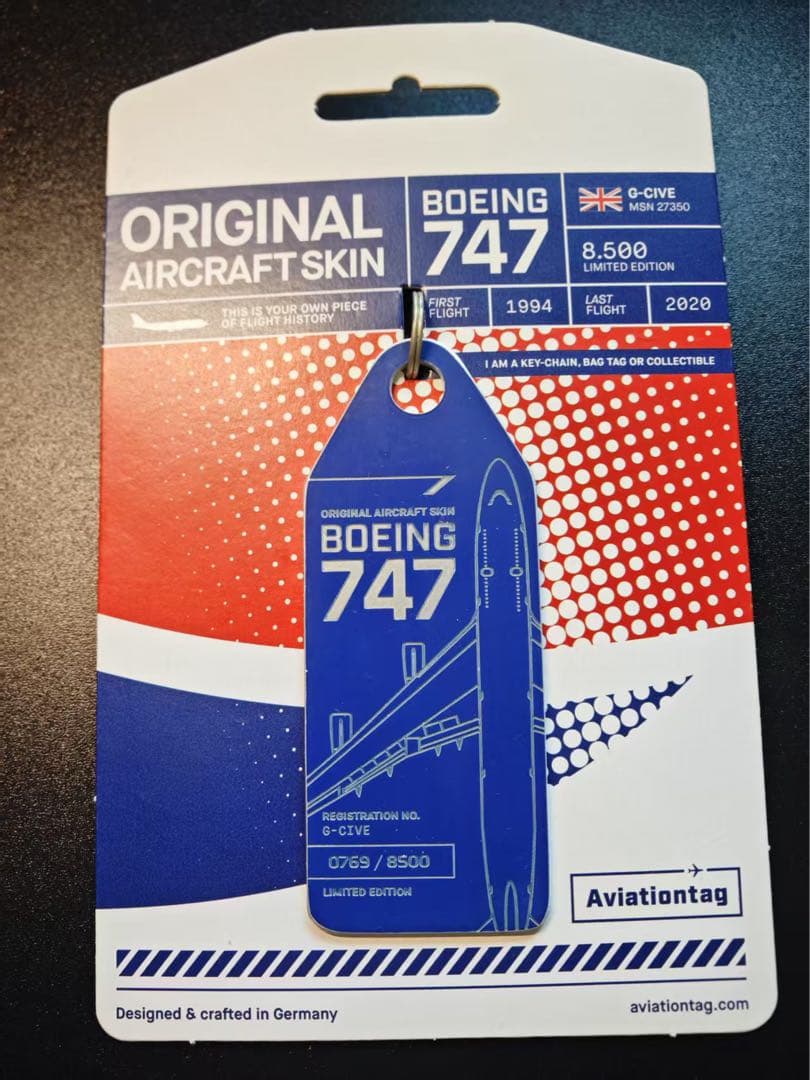 ORIGINAL
AIRCRAFT SKIN
BOEING
747
G-CIVE
MSN 27350
8.500
LIMITED EDITION
THIS IS YOUR OWN PIECE
OF FLIGHT HISTORY
FIRST
FLIGHT
1994
LAST
FLIGHT
2020
I AM A KEY-CHAIN, BAG TAG OR COLLECTIBLE
ORIGINAL AIRCRAFT SKIN
BOEING
747
REGISTRATION NO.
G-CIVE
0769 / 8500
LIMITED EDITION
Aviationtag
Designed & crafted in Germany
aviationtag.com